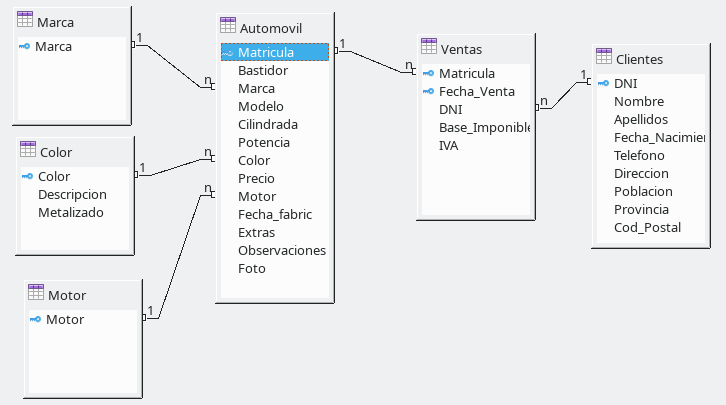 Marca
Marca
1
n
Color
Color
Descripcion
Metalizado
1
n
Motor
Motor
1
n
Automovil
Matricula
Bastidor
Marca
Modelo
Cilindrada
Potencia
Color
Precio
Motor
Fecha_fabric
Extras
Observaciones
Foto
1
n
Ventas
Matricula
Fecha_Venta
DNI
Base_Imponible
IVA
n
1
Clientes
DNI
Nombre
Apellidos
Fecha_Nacimien
Telefono
Direccion
Poblacion
Provincia
Cod_Postal